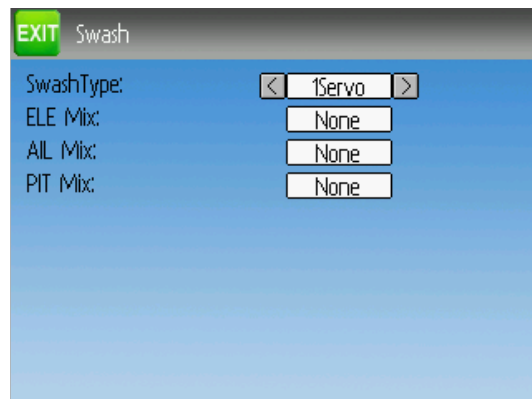 EXIT Swash
SwashType: < 1Servo >
ELE Mix: None
AIL Mix: None
PIT Mix: None